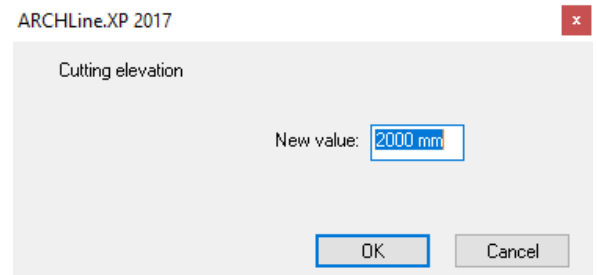 ARCHLine.XP 2017 x
Cutting elevation
New value: 2000 mm
OK Cancel